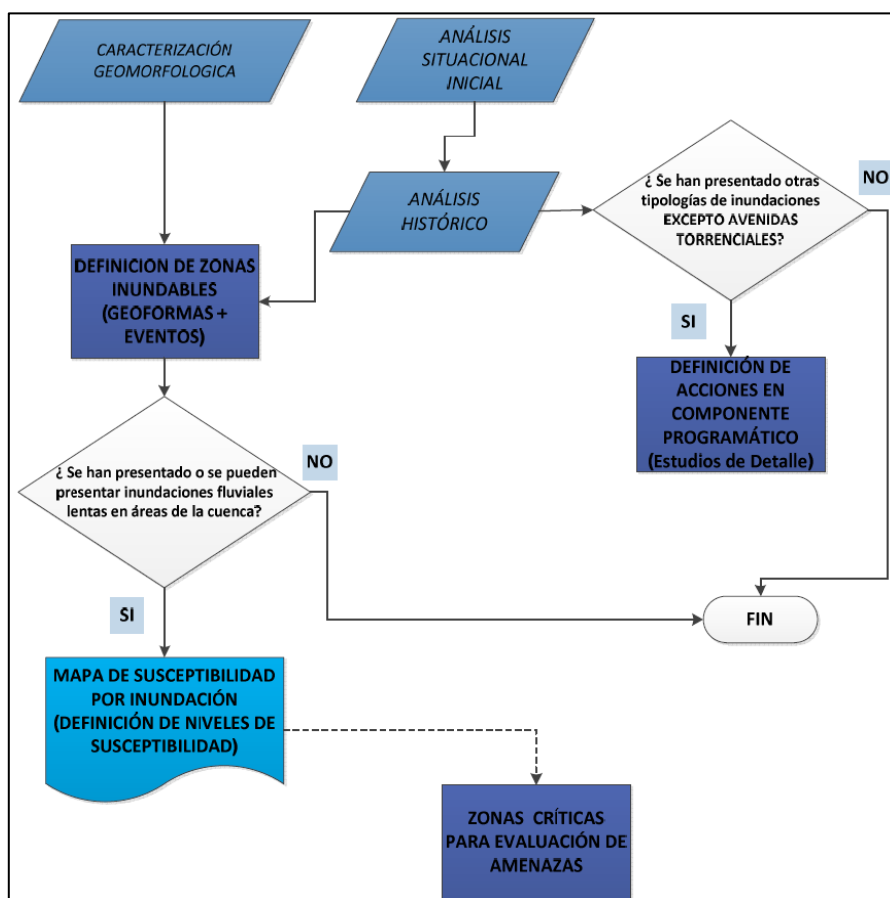 CARACTERIZACIÓN
GEOMORFOLOGICA
ANÁLISIS
SITUACIONAL
INICIAL
ANÁLISIS
HISTÓRICO
¿ Se han presentado otras
tipologías de inundaciones
EXCEPTO AVENIDAS
TORRENCIALES?
NO
DEFINICION DE ZONAS
INUNDABLES
(GEOFORMAS +
EVENTOS)
SI
DEFINICIÓN DE
ACCIONES EN
COMPONENTE
PROGRAMÁTICO
(Estudios de Detalle)
¿ Se han presentado o se pueden
presentar inundaciones fluviales
lentas en áreas de la cuenca?
NO
SI
FIN
MAPA DE SUSCEPTIBILIDAD
POR INUNDACIÓN
(DEFINICIÓN DE NIVELES DE
SUSCEPTIBILIDAD)
ZONAS CRÍTICAS
PARA EVALUACIÓN DE
AMENAZAS